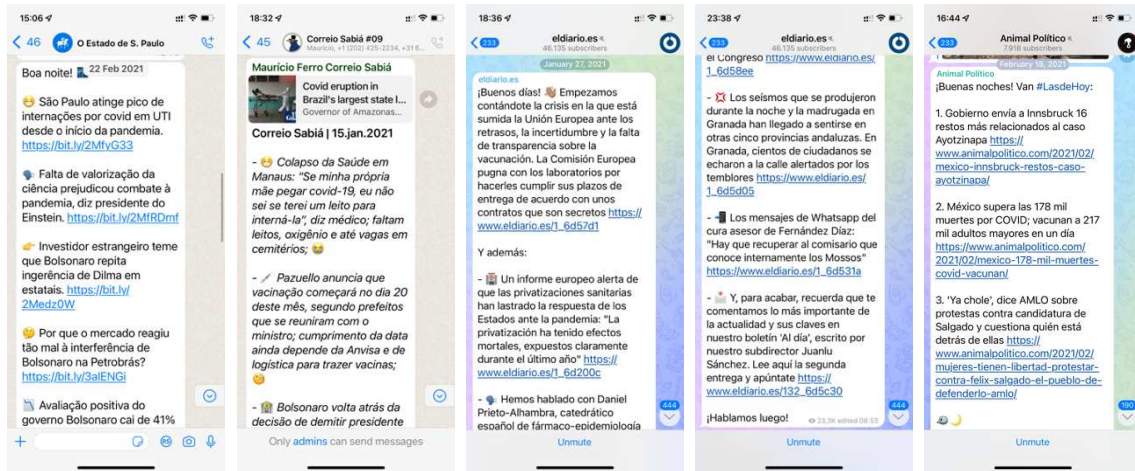 15:06
46
O Estado de S. Paulo
22 Feb 2021
Boa noite!
São Paulo atinge pico de
internações por covid em UTI
desde o início da pandemia.
https://bit.ly/2MfyG33
Falta de valorização da
ciência prejudicou combate à
pandemia, diz presidente do
Einstein. https://bit.ly/2MfRDmf
Investidor estrangeiro teme
que Bolsonaro repita
ingerência de Dilma em
estatais. https://bit.ly/
2Medz0W
Por que o mercado reagiu
tão mal à interferência de
Bolsonaro na Petrobrás?
https://bit.ly/3alENGi
Avaliação positiva do
governo Bolsonaro cai de 41%
18:32
45
Correio Sabiá #09
Maurício, +1 (202) 425-2234, +31 6...
Maurício Ferro Correio Sabiá
Covid eruption in
Brazil's largest state l...
Governor of Amazonas...
Correio Sabiá | 15.jan.2021
- Colapso da Saúde em
Manaus: "Se minha própria
mãe pegar covid-19, eu não
sei se terei um leito para
interná-la", diz médico; faltam
leitos, oxigênio e até vagas em
cemitérios;
- Pazuello anuncia que
vacinação começará no dia 20
deste mês, segundo prefeitos
que se reuniram com o
ministro; cumprimento da data
ainda depende da Anvisa e de
logística para trazer vacinas;
- Bolsonaro volta atrás da
decisão de demitir presidente
Only admins can send messages
18:36
233
eldiario.es
46.135 subscribers
January 27, 2021
eldiario.es
¡Buenos días! Empezamos
contándote la crisis en la que está
sumida la Unión Europea ante los
retrasos, la incertidumbre y la falta
de transparencia sobre la
vacunación. La Comisión Europea
pugna con los laboratorios por
hacerles cumplir sus plazos de
entrega de acuerdo con unos
contratos que son secretos https://
www.eldiario.es/1_6d57d1
Y además:
- Un informe europeo alerta de
que las privatizaciones sanitarias
han lastrado la respuesta de los
Estados ante la pandemia: "La
privatización ha tenido efectos
mortales, expuestos claramente
durante el último año" https://
www.eldiario.es/1_6d200c
- Hemos hablado con Daniel
Prieto-Alhambra, catedrático
español de fármaco-epidemiología
444
Unmute
23:38
233
eldiario.es
46.135 subscribers
el Congreso https://www.eldiario.es/
1_6d58ee
- Los seísmos que se produjeron
durante la noche y la madrugada en
Granada han llegado a sentirse en
otras cinco provincias andaluzas. En
Granada, cientos de ciudadanos se
echaron a la calle alertados por los
temblores https://www.eldiario.es/
1_6d5d05
- Los mensajes de Whatsapp del
cura asesor de Fernández Díaz:
"Hay que recuperar al comisario que
conoce internamente los Mossos"
https://www.eldiario.es/1_6d531a
- Y, para acabar, recuerda que te
comentamos lo más importante de
la actualidad y sus claves en
nuestro boletín 'Al día', escrito por
nuestro subdirector Juanlu
Sánchez. Lee aquí la segunda
entrega y apúntate https://
www.eldiario.es/132_6d5c30
¡Hablamos luego!
23,3K edited 08:53
444
Unmute
16:44
233
Animal Político
7.918 subscribers
February 18, 2021
Animal Político
¡Buenas noches! Van #LasdeHoy:
1. Gobierno envía a Innsbruck 16
restos más relacionados al caso
Ayotzinapa https://
www.animalpolitico.com/2021/02/
mexico-innsbruck-restos-caso-
ayotzinapa/
2. México supera las 178 mil
muertes por COVID; vacunan a 217
mil adultos mayores en un día
https://www.animalpolitico.com/
2021/02/mexico-178-mil-muertes-
covid-vacunan/
3. 'Ya chole', dice AMLO sobre
protestas contra candidatura de
Salgado y cuestiona quién está
detrás de ellas https://
www.animalpolitico.com/2021/02/
mujeres-tienen-libertad-protestar-
contra-felix-salgado-el-pueblo-de-
defenderlo-amlo/
190
Unmute